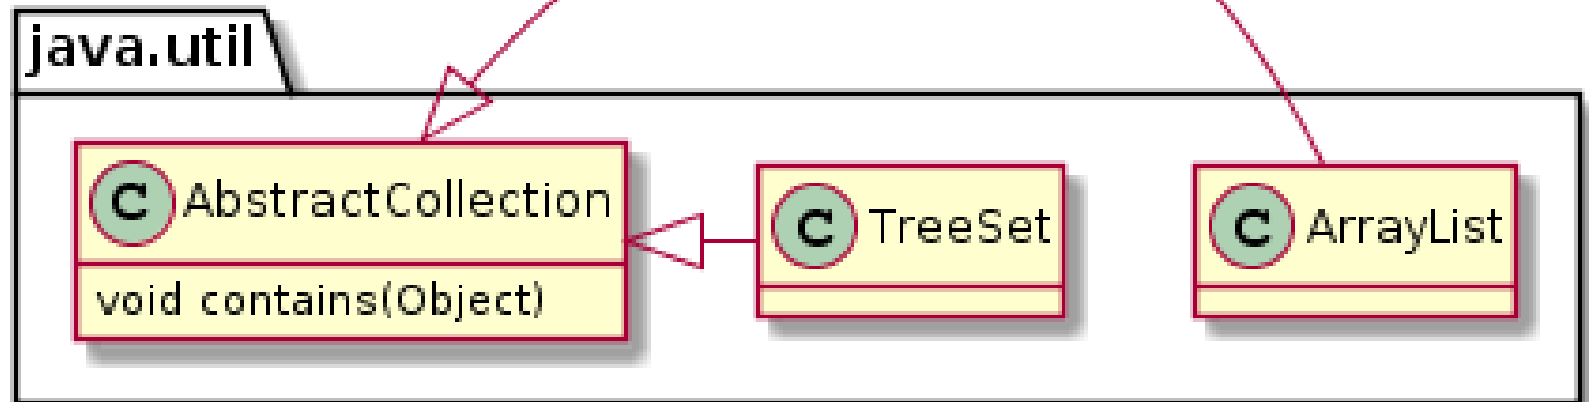 java.util
C AbstractCollection
void contains(Object)
C TreeSet
C ArrayList